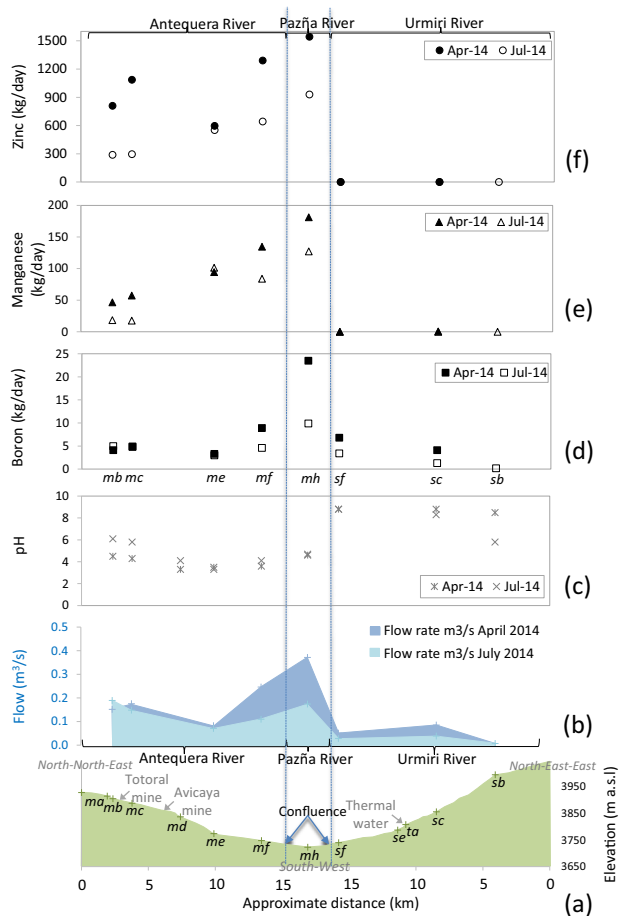 Antequera River Pazña River Urmiri River
1500
1200
900
600
300
0
Zinc (kg/day)
Apr-14 Jul-14
(f)
200
150
100
50
0
Manganese
(kg/day)
Apr-14 Jul-14
(e)
25
20
15
10
5
0
Boron (kg/day)
Apr-14 Jul-14
(d)
mb mc me mf mh sf sc sb
10
8
6
4
2
0
pH
Apr-14 Jul-14
(c)
0.5
0.4
0.3
0.2
0.1
0.0
Flow (m³/s)
Flow rate m3/s April 2014
Flow rate m3/s July 2014
(b)
Antequera River Pazña River Urmiri River
North-North-East North-East-East
Totoral
mine
Avicaya
mine
Confluence
Thermal
water
ma mb mc md me mf mh sf se ta sc sb
South-West
3950
3850
3750
3650
Elevation (m a.s.l)
0 5 10 15 15 10 5 0
Approximate distance (km)
(a)